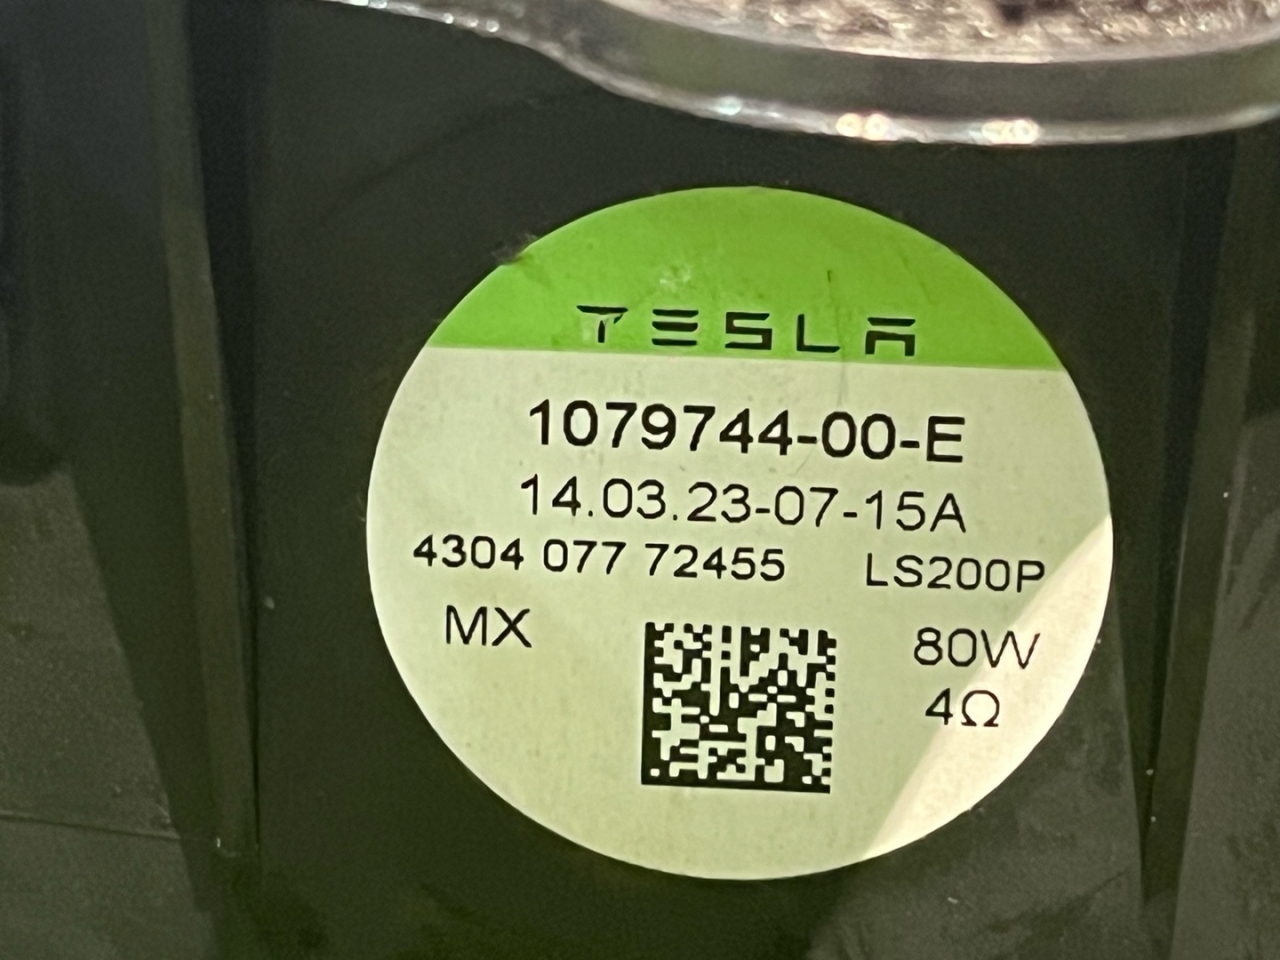 TESLA
1079744-00-E
14.03.23-07-15A
4304 077 72455 LS200P
MX 80W
4Ω